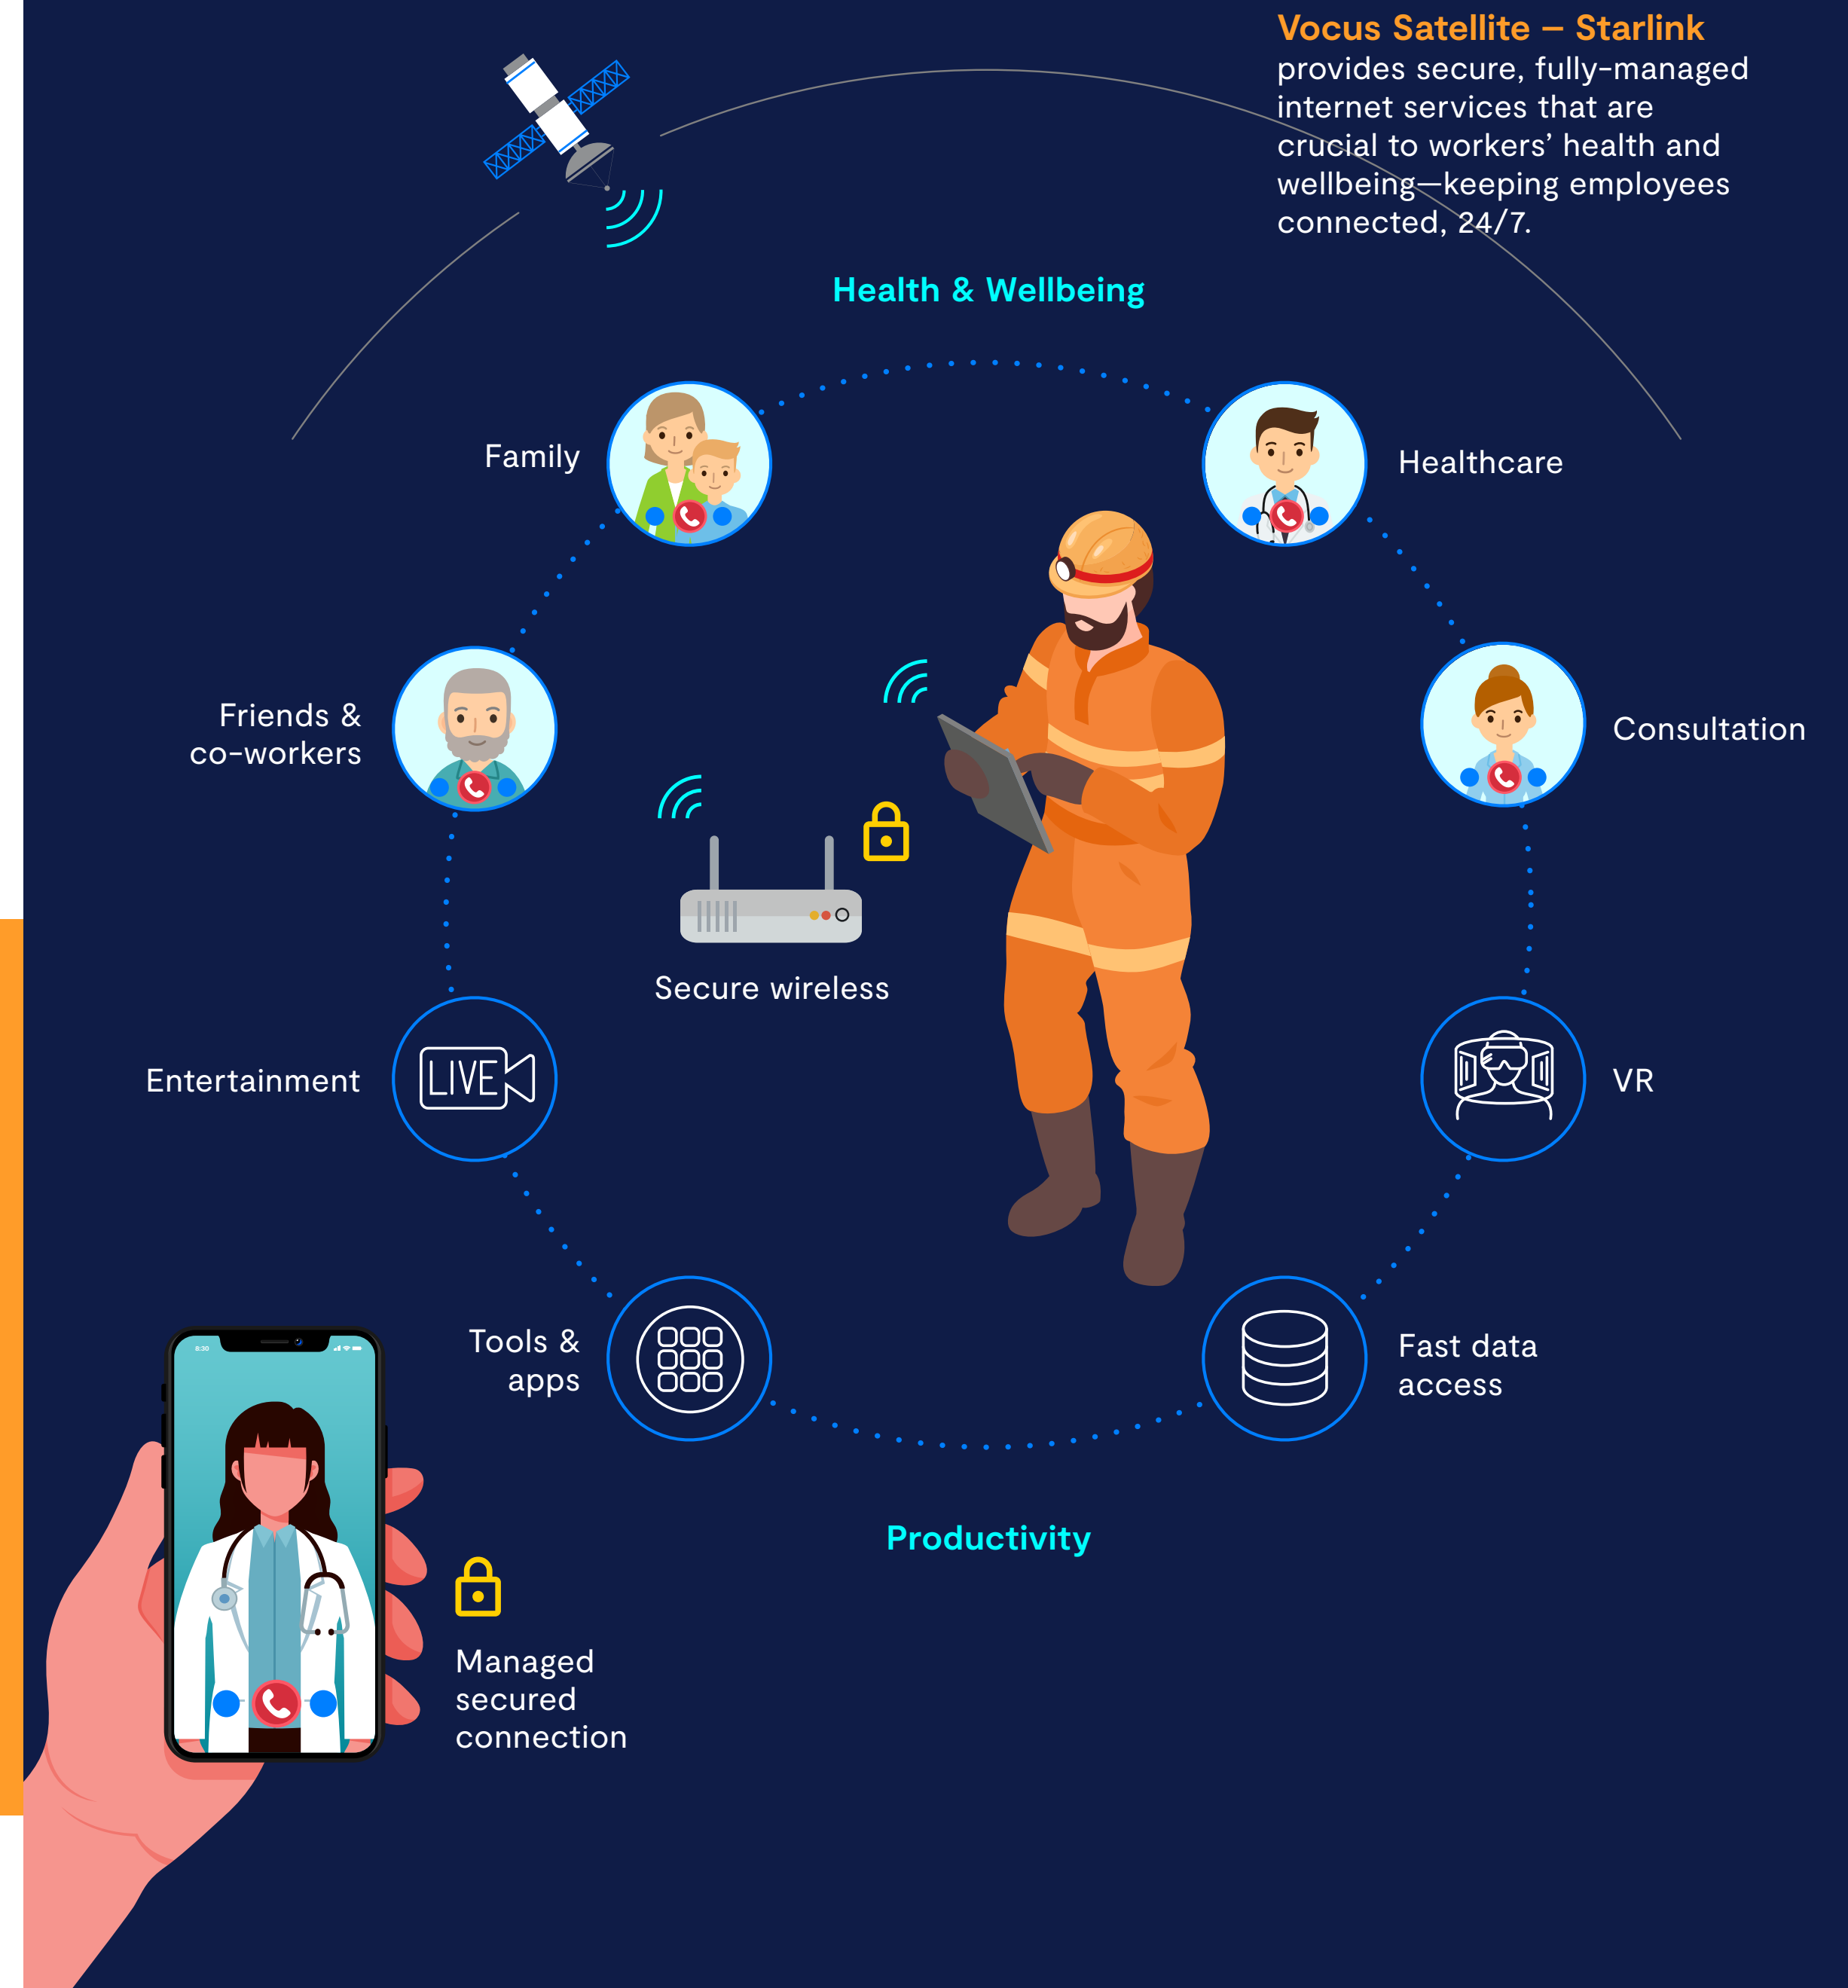 Vocus Satellite – Starlink
provides secure, fully-managed
internet services that are
crucial to workers’ health and
wellbeing—keeping employees
connected, 24/7.
Health & Wellbeing
Family
Healthcare
Friends &
co-workers
Consultation
Secure wireless
Entertainment
LIVE
VR
Tools &
apps
Fast data
access
8:30
Productivity
Managed
secured
connection